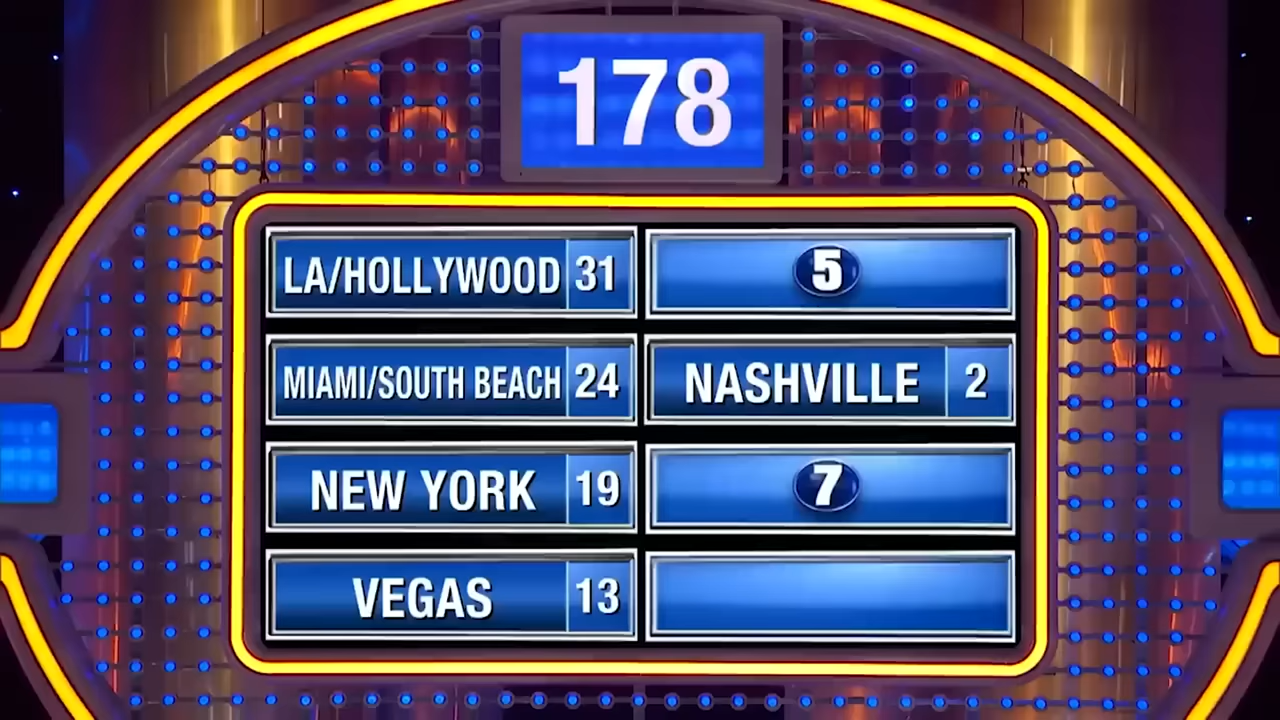 178
LA/HOLLYWOOD 31
MIAMI/SOUTH BEACH 24
NEW YORK 19
VEGAS 13
5
NASHVILLE 2
7